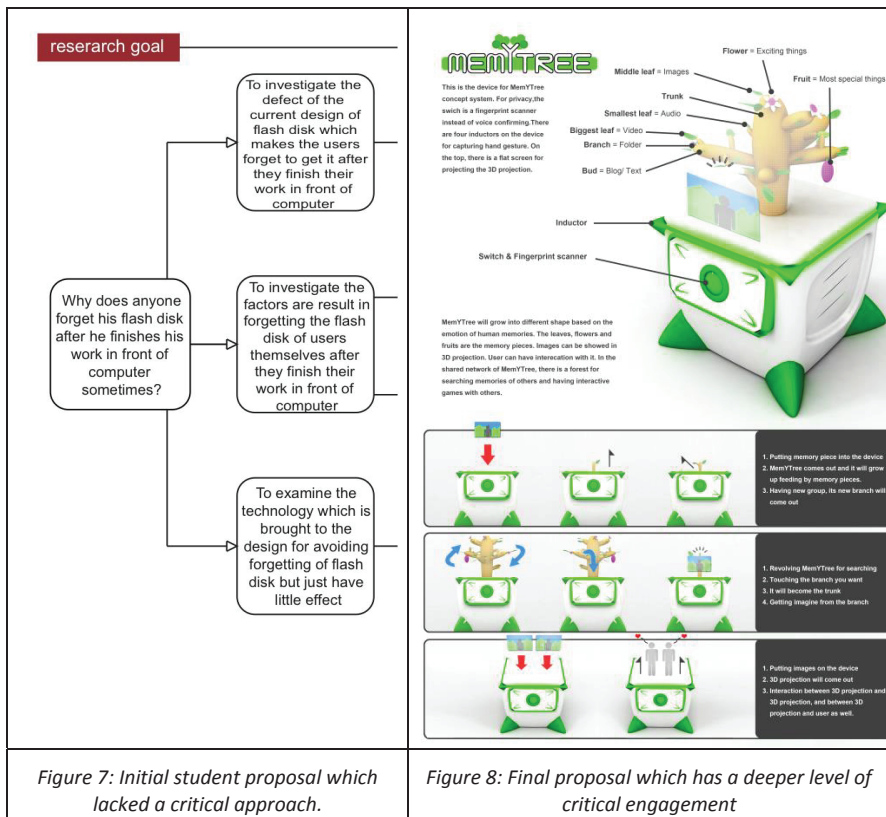 reserarch goal
To investigate the
defect of the
current design of
flash disk which
makes the users
forget to get it after
they finish their
work in front of
computer
Why does anyone
forget his flash disk
after he finishes his
work in front of
computer
sometimes?
To investigate the
factors are result in
forgetting the flash
disk of users
themselves after
they finish their
work in front of
computer
To examine the
technology which is
brought to the
design for avoiding
forgetting of flash
disk but just have
little effect
Figure 7: Initial student proposal which
lacked a critical approach.
MEMYTREE
This is the device for MemYTree
concept system. For privacy,the
swich is a fingerprint scanner
instead of voice confirming.There
are four inductors on the device
for capturing hand gesture. On
the top, there is a flat screen for
projecting the 3D projection.
Flower = Exciting things
Middle leaf = Images
Fruit = Most special things
Trunk
Smallest leaf = Audio
Biggest leaf = Video
Branch = Folder
Bud = Blog/ Text
Inductor
Switch & Fingerprint scanner
MemYTree will grow into different shape based on the
emotion of human memories. The leaves, flowers and
fruits are the memory pieces. Images can be showed in
3D projection. User can have interecation with it. In the
shared network of MemYTree, there is a forest for
searching memories of others and having interactive
games with others.
1. Putting memory piece into the device
2. MemYTree comes out and it will grow
up feeding by memory pieces.
3. Having new group, its new branch will
come out
1. Revolving MemYTree for searching
2. Touching the branch you want
3. It will become the trunk
4. Getting imagine from the branch
1. Putting images on the device
2. 3D projection will come out
3. Interaction between 3D projection and
3D projection, and between 3D
projection and user as well.
Figure 8: Final proposal which has a deeper level of
critical engagement